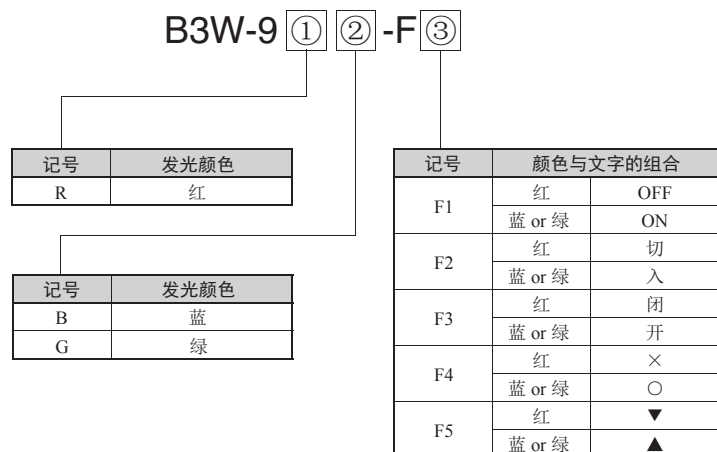 B3W-9 ① ② -F ③
记号 发光颜色
R 红
记号 发光颜色
B 蓝
G 绿
记号 颜色与文字的组合
F1 红 OFF
蓝 or 绿 ON
F2 红 切
蓝 or 绿 入
F3 红 闭
蓝 or 绿 开
F4 红 ×
蓝 or 绿 ○
F5 红 ▼
蓝 or 绿 ▲